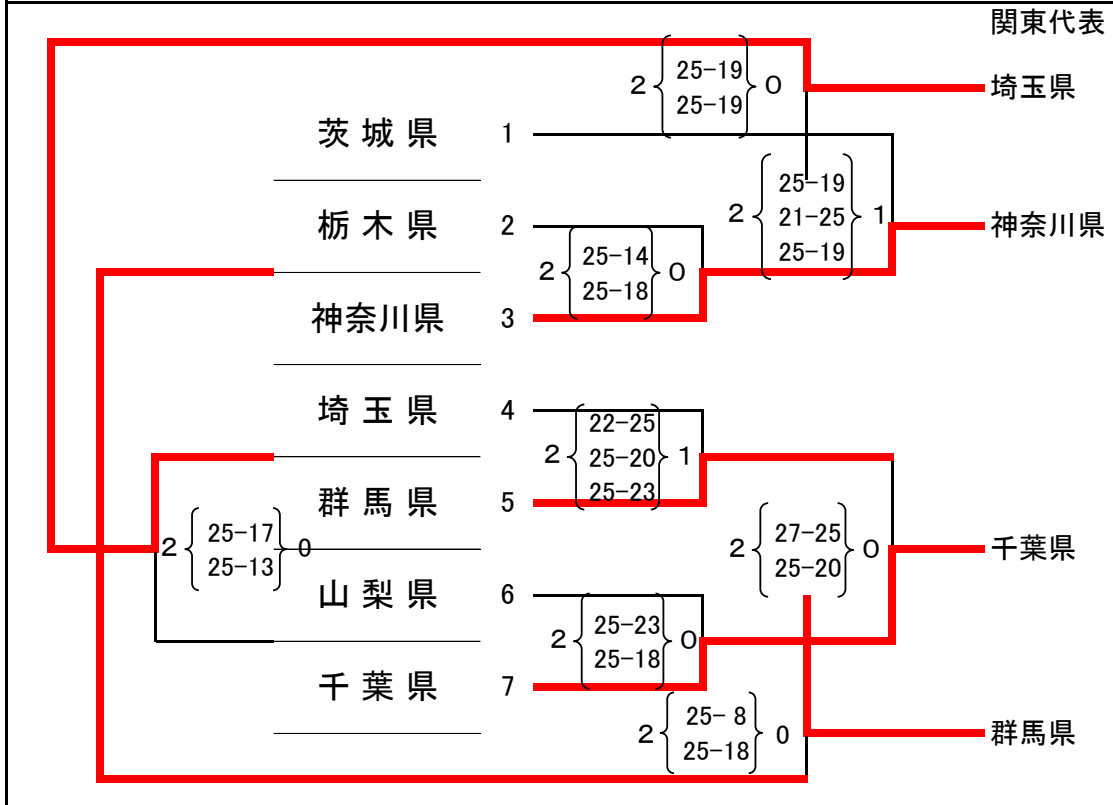 関東代表
2 25-19 0
25-19
埼玉県
茨城県 1
25-19
2 21-25 1
25-19
神奈川県
栃木県 2
2 25-14 0
25-18
神奈川県 3
埼玉県 4
22-25
2 25-20 1
25-23
群馬県 5
2 25-17 0
25-13
2 27-25 0
25-20
千葉県
山梨県 6
2 25-23 0
25-18
千葉県 7
2 25- 8 0
25-18
群馬県